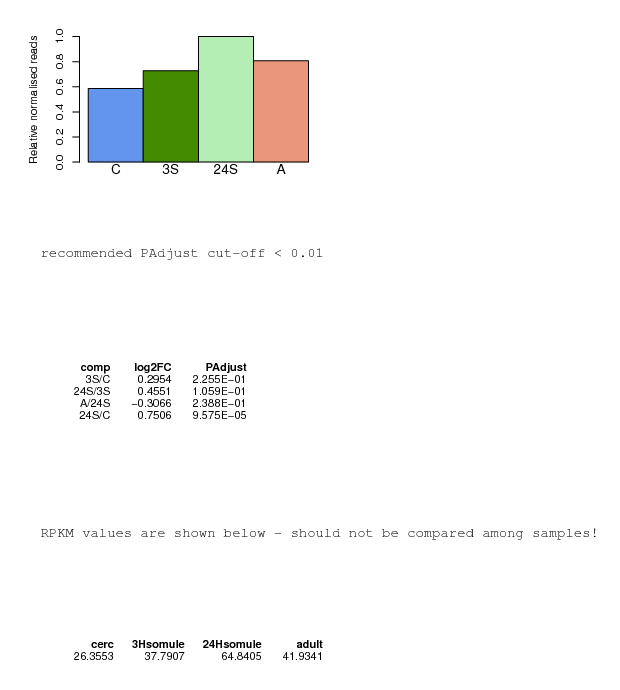 Relative normalised reads
1.0
0.8
0.6
0.4
0.2
0.0
C 3S 24S A
recommended PAdjust cut-off < 0.01
comp log2FC PAdjust
3S/C 0.2954 2.255E−01
24S/3S 0.4551 1.059E−01
A/24S −0.3066 2.388E−01
24S/C 0.7506 9.575E−05
RPKM values are shown below - should not be compared among samples!
cerc 3Hsomule 24Hsomule adult
26.3553 37.7907 64.8405 41.9341